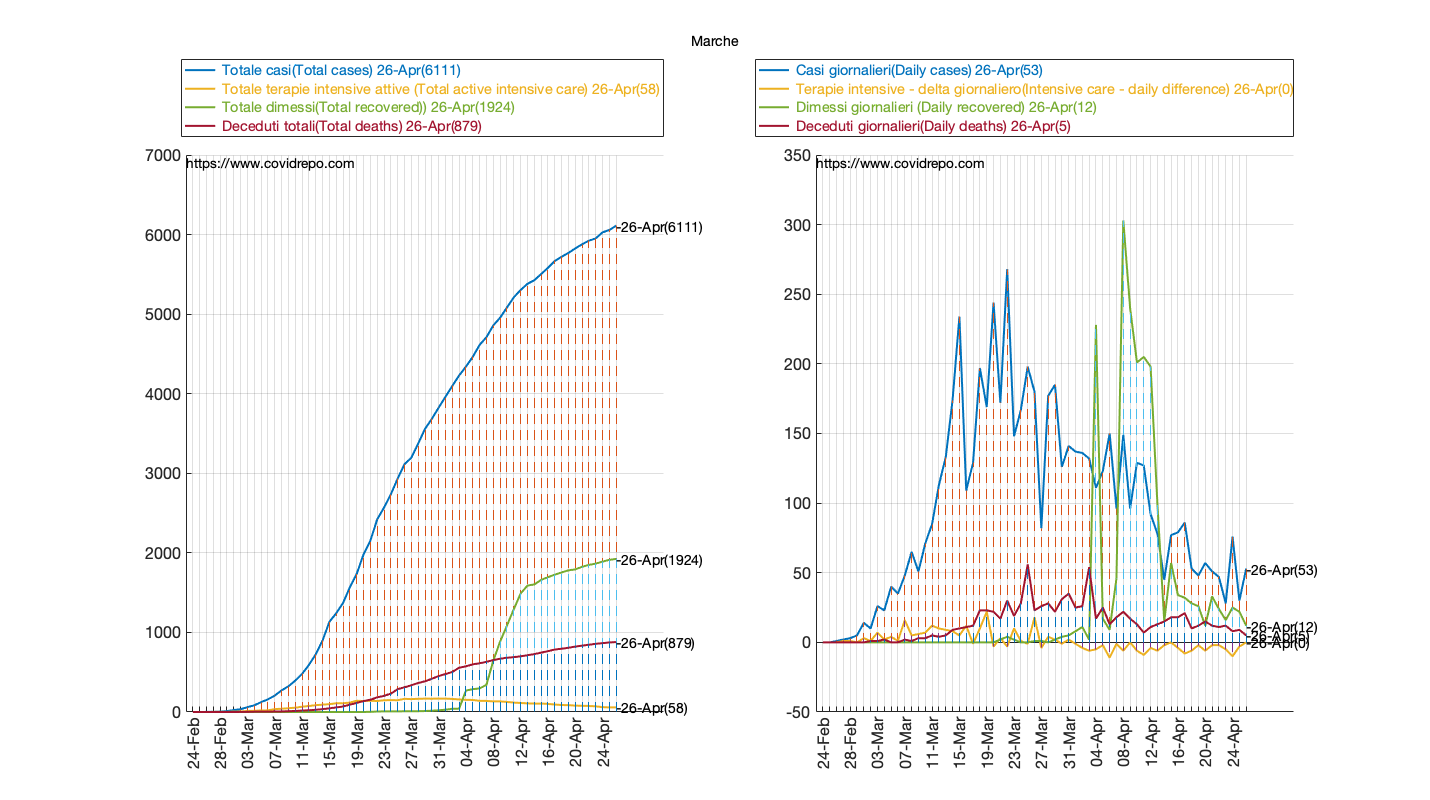 Marche
Totale casi(Total cases) 26-Apr(6111)
Totale terapie intensive attive (Total active intensive care) 26-Apr(58)
Totale dimessi(Total recovered)) 26-Apr(1924)
Deceduti totali(Total deaths) 26-Apr(879)
https://www.covidrepo.com
7000
6000
5000
4000
3000
2000
1000
0
26-Apr(6111)
26-Apr(1924)
26-Apr(879)
26-Apr(58)
24-Feb
28-Feb
03-Mar
07-Mar
11-Mar
15-Mar
19-Mar
23-Mar
27-Mar
31-Mar
04-Apr
08-Apr
12-Apr
16-Apr
20-Apr
24-Apr
Casi giornalieri(Daily cases) 26-Apr(53)
Terapie intensive - delta giornaliero(Intensive care - daily difference) 26-Apr(0)
Dimessi giornalieri (Daily recovered) 26-Apr(12)
Deceduti giornalieri(Daily deaths) 26-Apr(5)
https://www.covidrepo.com
350
300
250
200
150
100
50
0
-50
26-Apr(53)
26-Apr(12)
26-Apr(5)
26-Apr(0)
24-Feb
28-Feb
03-Mar
07-Mar
11-Mar
15-Mar
19-Mar
23-Mar
27-Mar
31-Mar
04-Apr
08-Apr
12-Apr
16-Apr
20-Apr
24-Apr